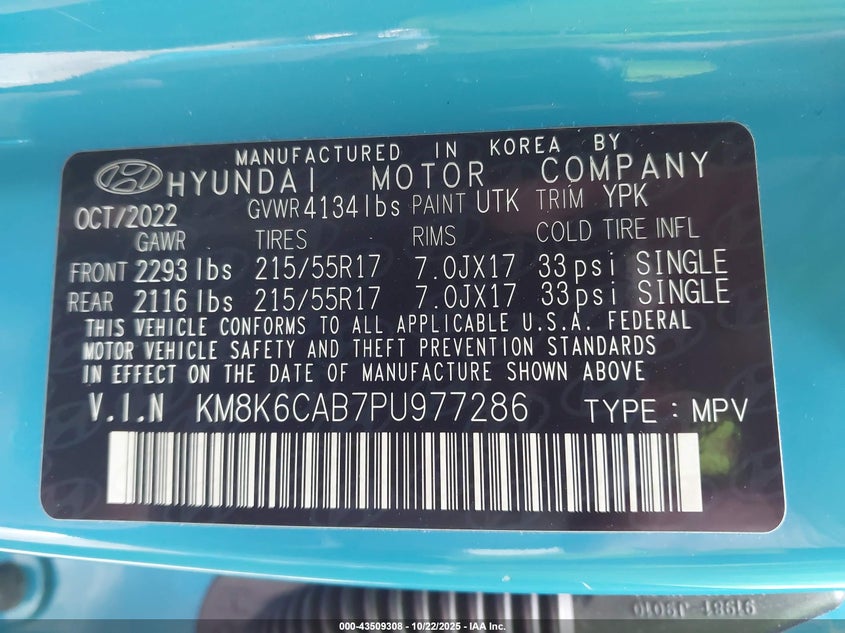 MANUFACTURED IN KOREA BY
HYUNDAI MOTOR COMPANY
OCT/2022 GVWR 4134lbs PAINT UTK TRIM YPK
GAWR TIRES RIMS COLD TIRE INFL
FRONT 2293 lbs 215/55R17 7.0JX17 33psi SINGLE
REAR 2116 lbs 215/55R17 7.0JX17 33psi SINGLE
THIS VEHICLE CONFORMS TO ALL APPLICABLE U.S.A. FEDERAL
MOTOR VEHICLE SAFETY AND THEFT PREVENTION STANDARDS
IN EFFECT ON THE DATE OF MANUFACTURE SHOWN ABOVE
V.I.N KM8K6CAB7PU977286 TYPE : MPV
91981-J9010
000-43509308 - 10/22/2025 - IAA Inc.